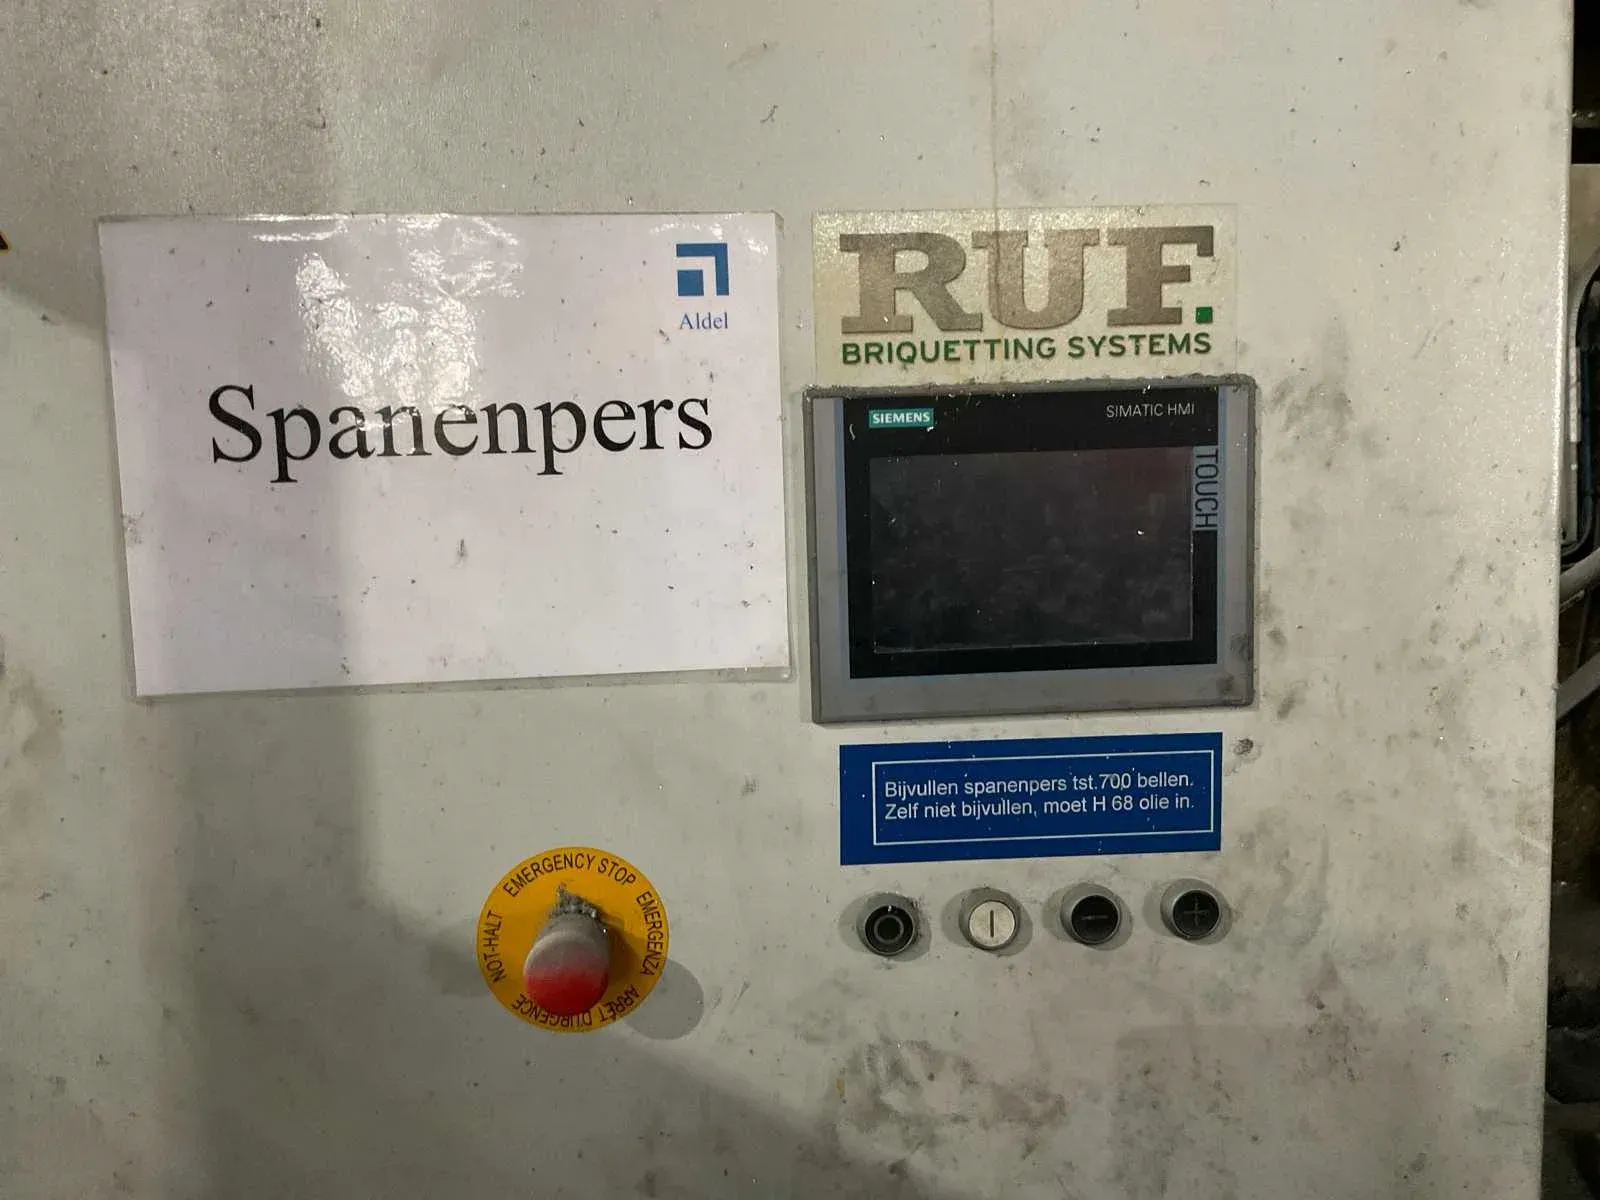 Aldel
Spanenpers
RUF.
BRIQUETTING SYSTEMS
SIEMENS
SIMATIC HMI
TOUCH
Bijvullen spanenpers tst.700 bellen.
Zelf niet bijvullen, moet H 68 olie in.
EMERGENCY STOP
EMERGENZA
ARRÊT D'URGENCE
NOT-HALT